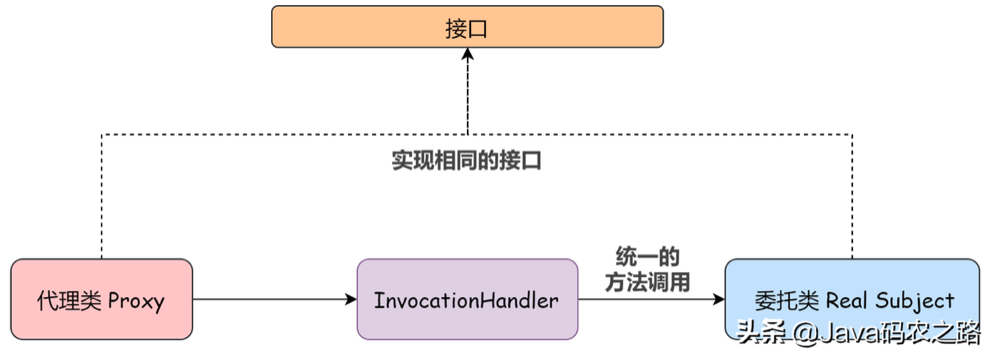 接口
实现相同的接口
统一的
方法调用
代理类 Proxy
InvocationHandler
委托类 Real Subject
头条 @Java码农之路